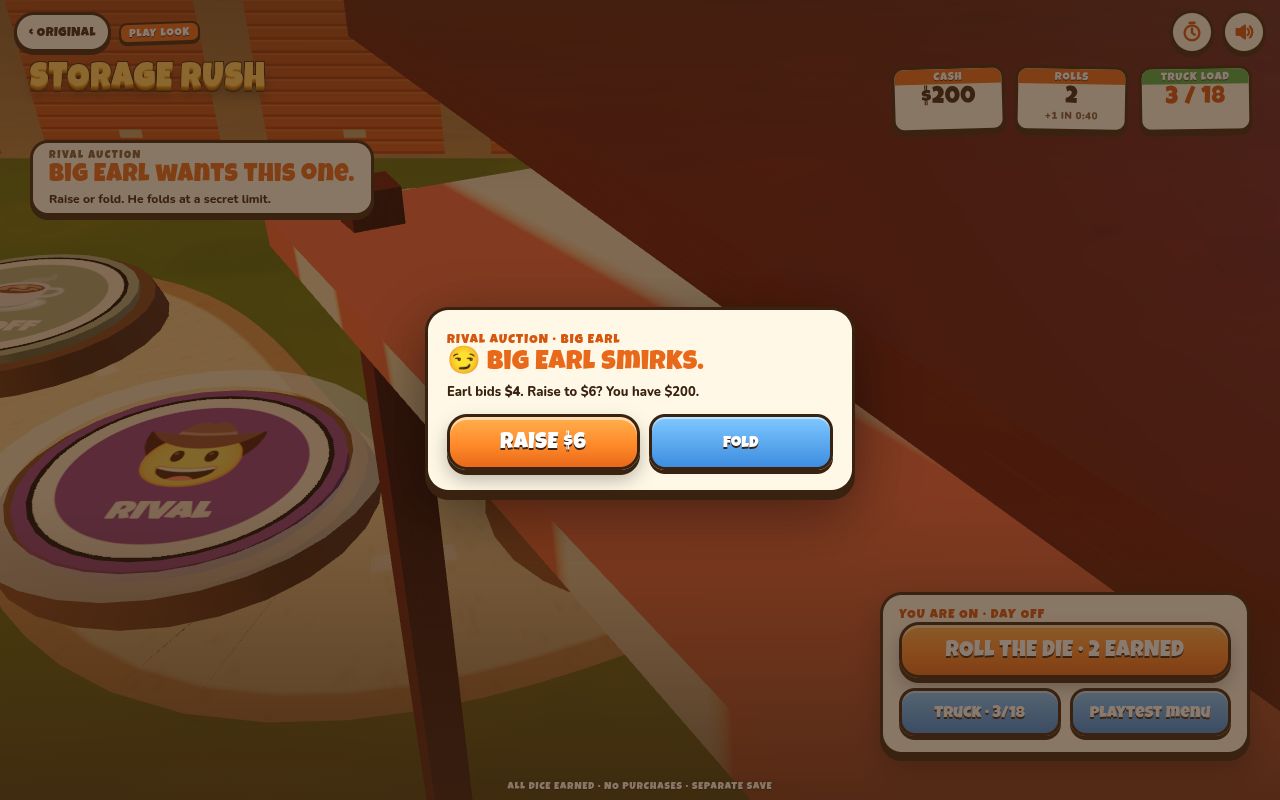 ‹ ORIGINAL
PLAY LOOK
STORAGE RUSH
CASH
$200
ROLLS
2
+1 IN 0:40
TRUCK LOAD
3 / 18
RIVAL AUCTION
BIG EARL WANTS THIS ONE.
Raise or fold. He folds at a secret limit.
OFF
RIVAL
RIVAL AUCTION · BIG EARL
😏 BIG EARL SMIRKS.
Earl bids $4. Raise to $6? You have $200.
RAISE $6
FOLD
YOU ARE ON · DAY OFF
ROLL THE DIE · 2 EARNED
TRUCK · 3/18
PLAYTEST MENU
ALL DICE EARNED · NO PURCHASES · SEPARATE SAVE